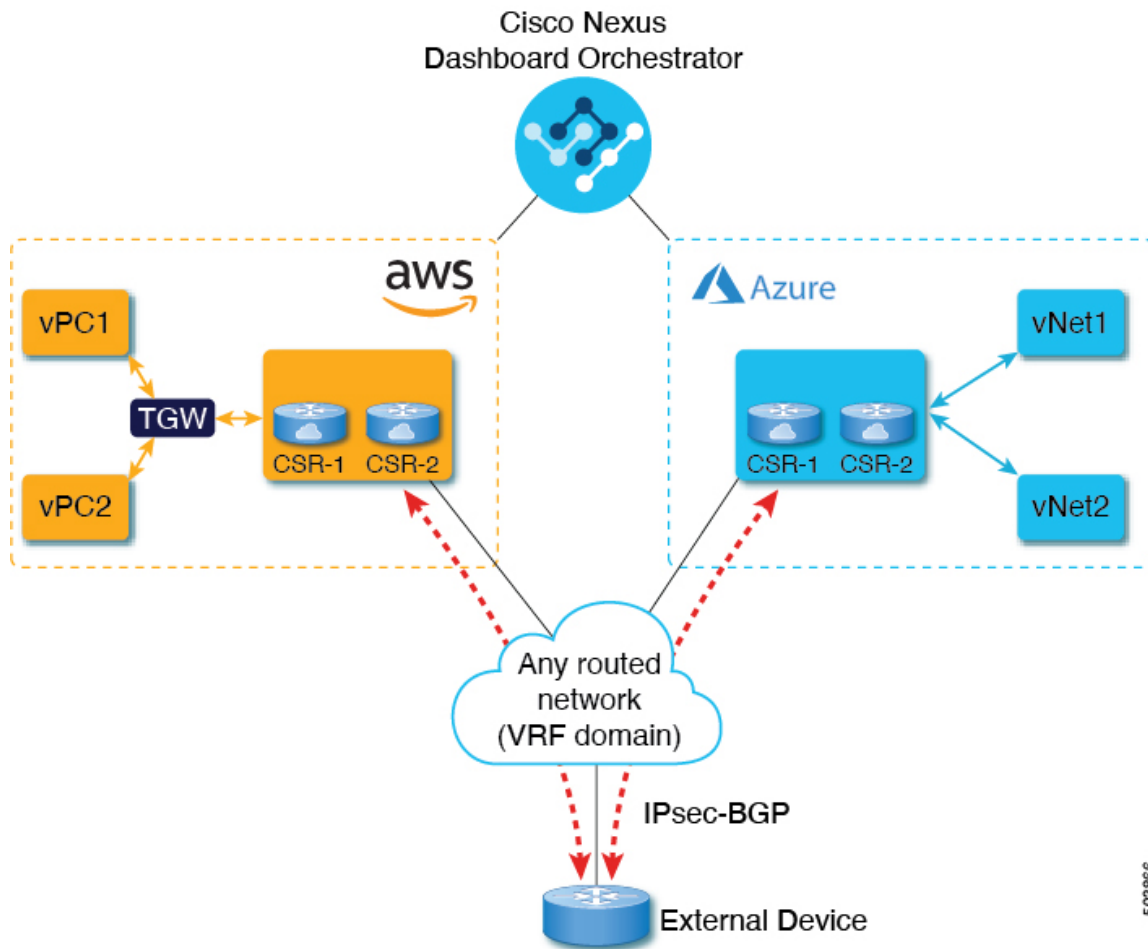 Cisco Nexus
Dashboard Orchestrator
aws
Azure
vPC1
vNet1
TGW
CSR-1
CSR-2
CSR-1
CSR-2
vPC2
vNet2
Any routed
network
(VRF domain)
IPsec-BGP
External Device